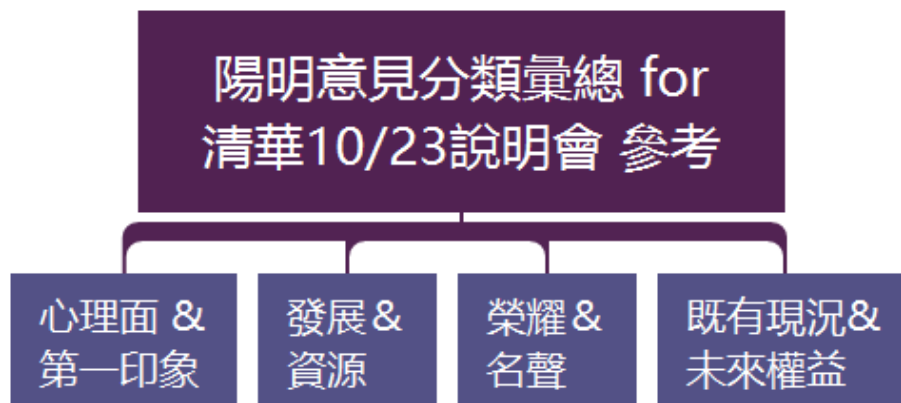 陽明意見分類彙總 for
清華10/23說明會 參考
心理面 &
第一印象
發展&
資源
榮耀&
名聲
既有現況&
未來權益